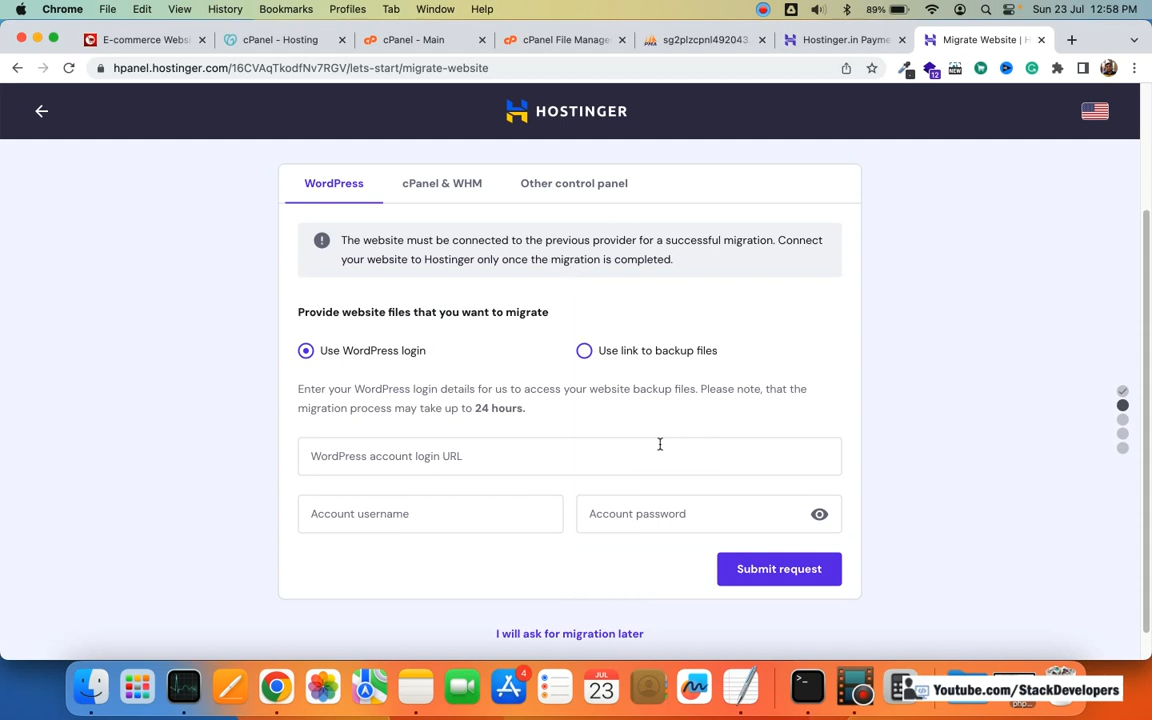 Chrome File Edit View History Bookmarks Profiles Tab Window Help 89% Sun 23 Jul 12:58 PM
E-commerce Websi cPanel - Hosting cPanel - Main cPanel File Manage sg2plzcpnl492043. Hostinger.in Payme Migrate Website | H
hpanel.hostinger.com/16CVAqTkodfNv7RGV/lets-start/migrate-website
12 NEW
HOSTINGER
WordPress cPanel & WHM Other control panel
The website must be connected to the previous provider for a successful migration. Connect
your website to Hostinger only once the migration is completed.
Provide website files that you want to migrate
Use WordPress login Use link to backup files
Enter your WordPress login details for us to access your website backup files. Please note, that the
migration process may take up to 24 hours.
WordPress account login URL
Account username Account password
Submit request
I will ask for migration later
4
JUL
23
Youtube.com/StackDevelopers